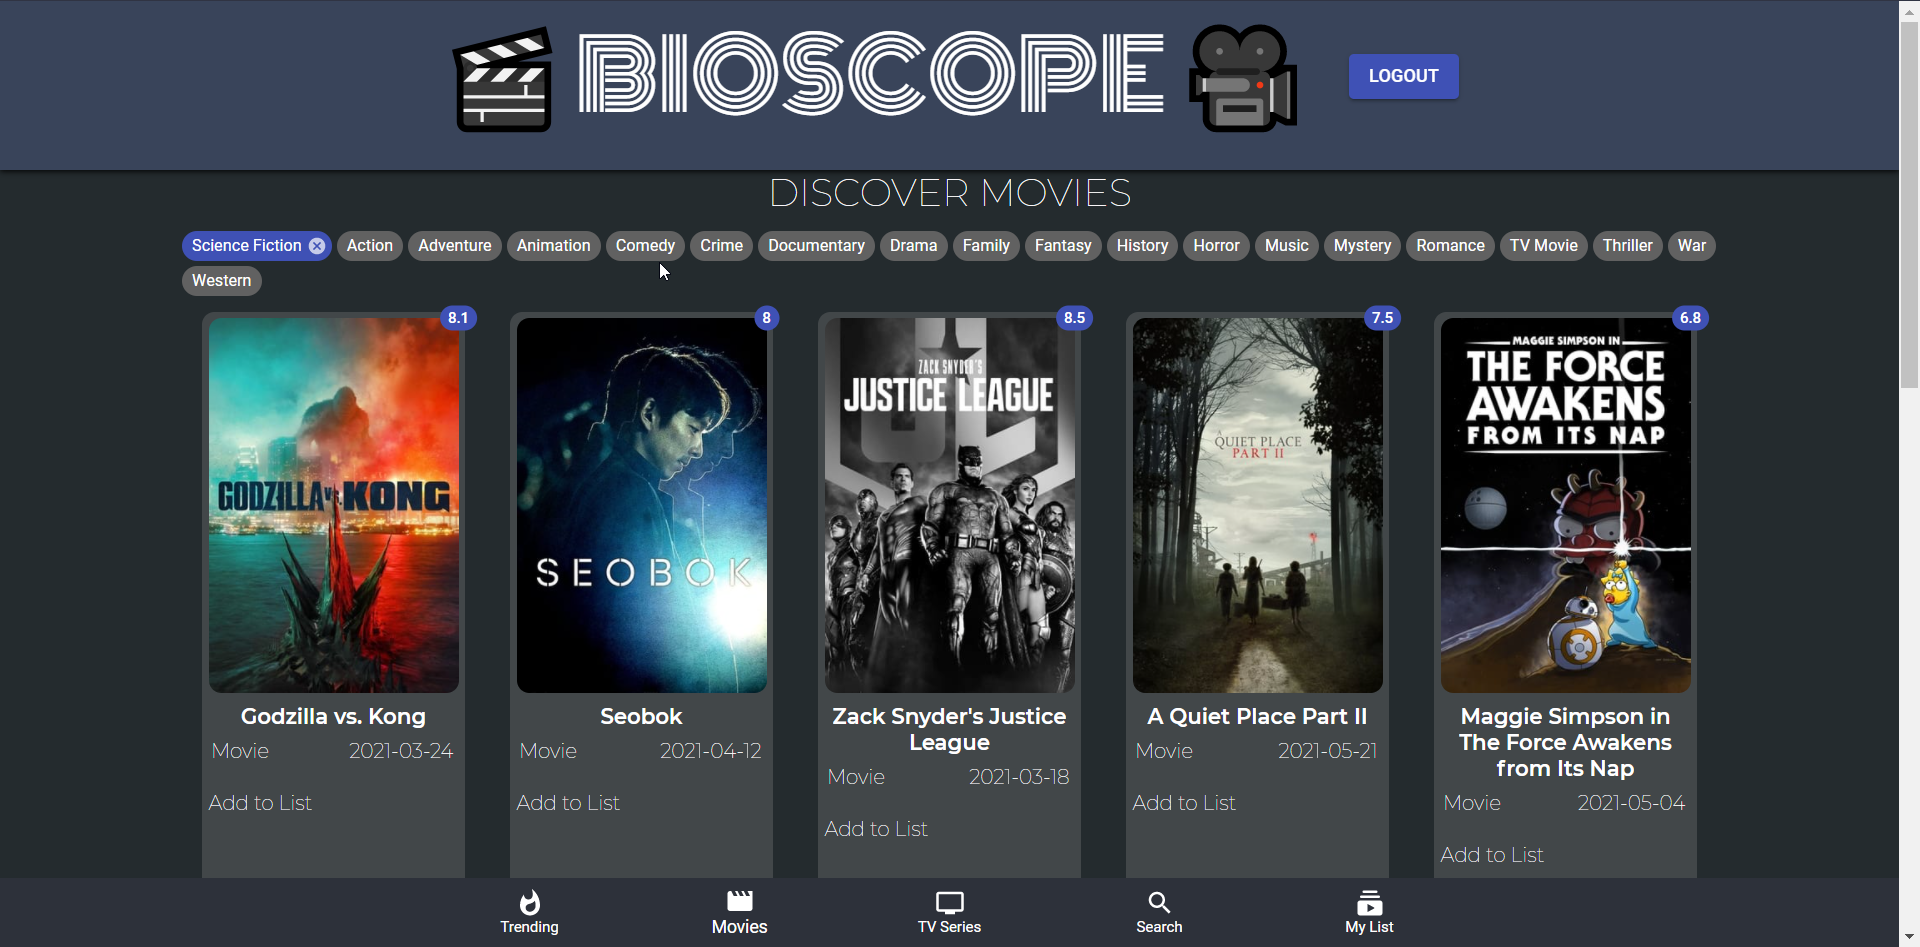 BIOSCOPE
LOGOUT
DISCOVER MOVIES
Science Fiction Action Adventure Animation Comedy Crime Documentary Drama Family Fantasy History Horror Music Mystery Romance TV Movie Thriller War
Western
8.1
GODZILLA vs. KONG
Godzilla vs. Kong
Movie 2021-03-24
Add to List
8
SEOBOK
Seobok
Movie 2021-04-12
Add to List
8.5
ZACK SNYDER'S
JUSTICE LEAGUE
JL
Zack Snyder's Justice
League
Movie 2021-03-18
Add to List
7.5
A
QUIET PLACE
PART II
A Quiet Place Part II
Movie 2021-05-21
Add to List
6.8
MAGGIE SIMPSON IN
THE FORCE
AWAKENS
FROM ITS NAP
Maggie Simpson in
The Force Awakens
from Its Nap
Movie 2021-05-04
Add to List
Trending Movies TV Series Search My List